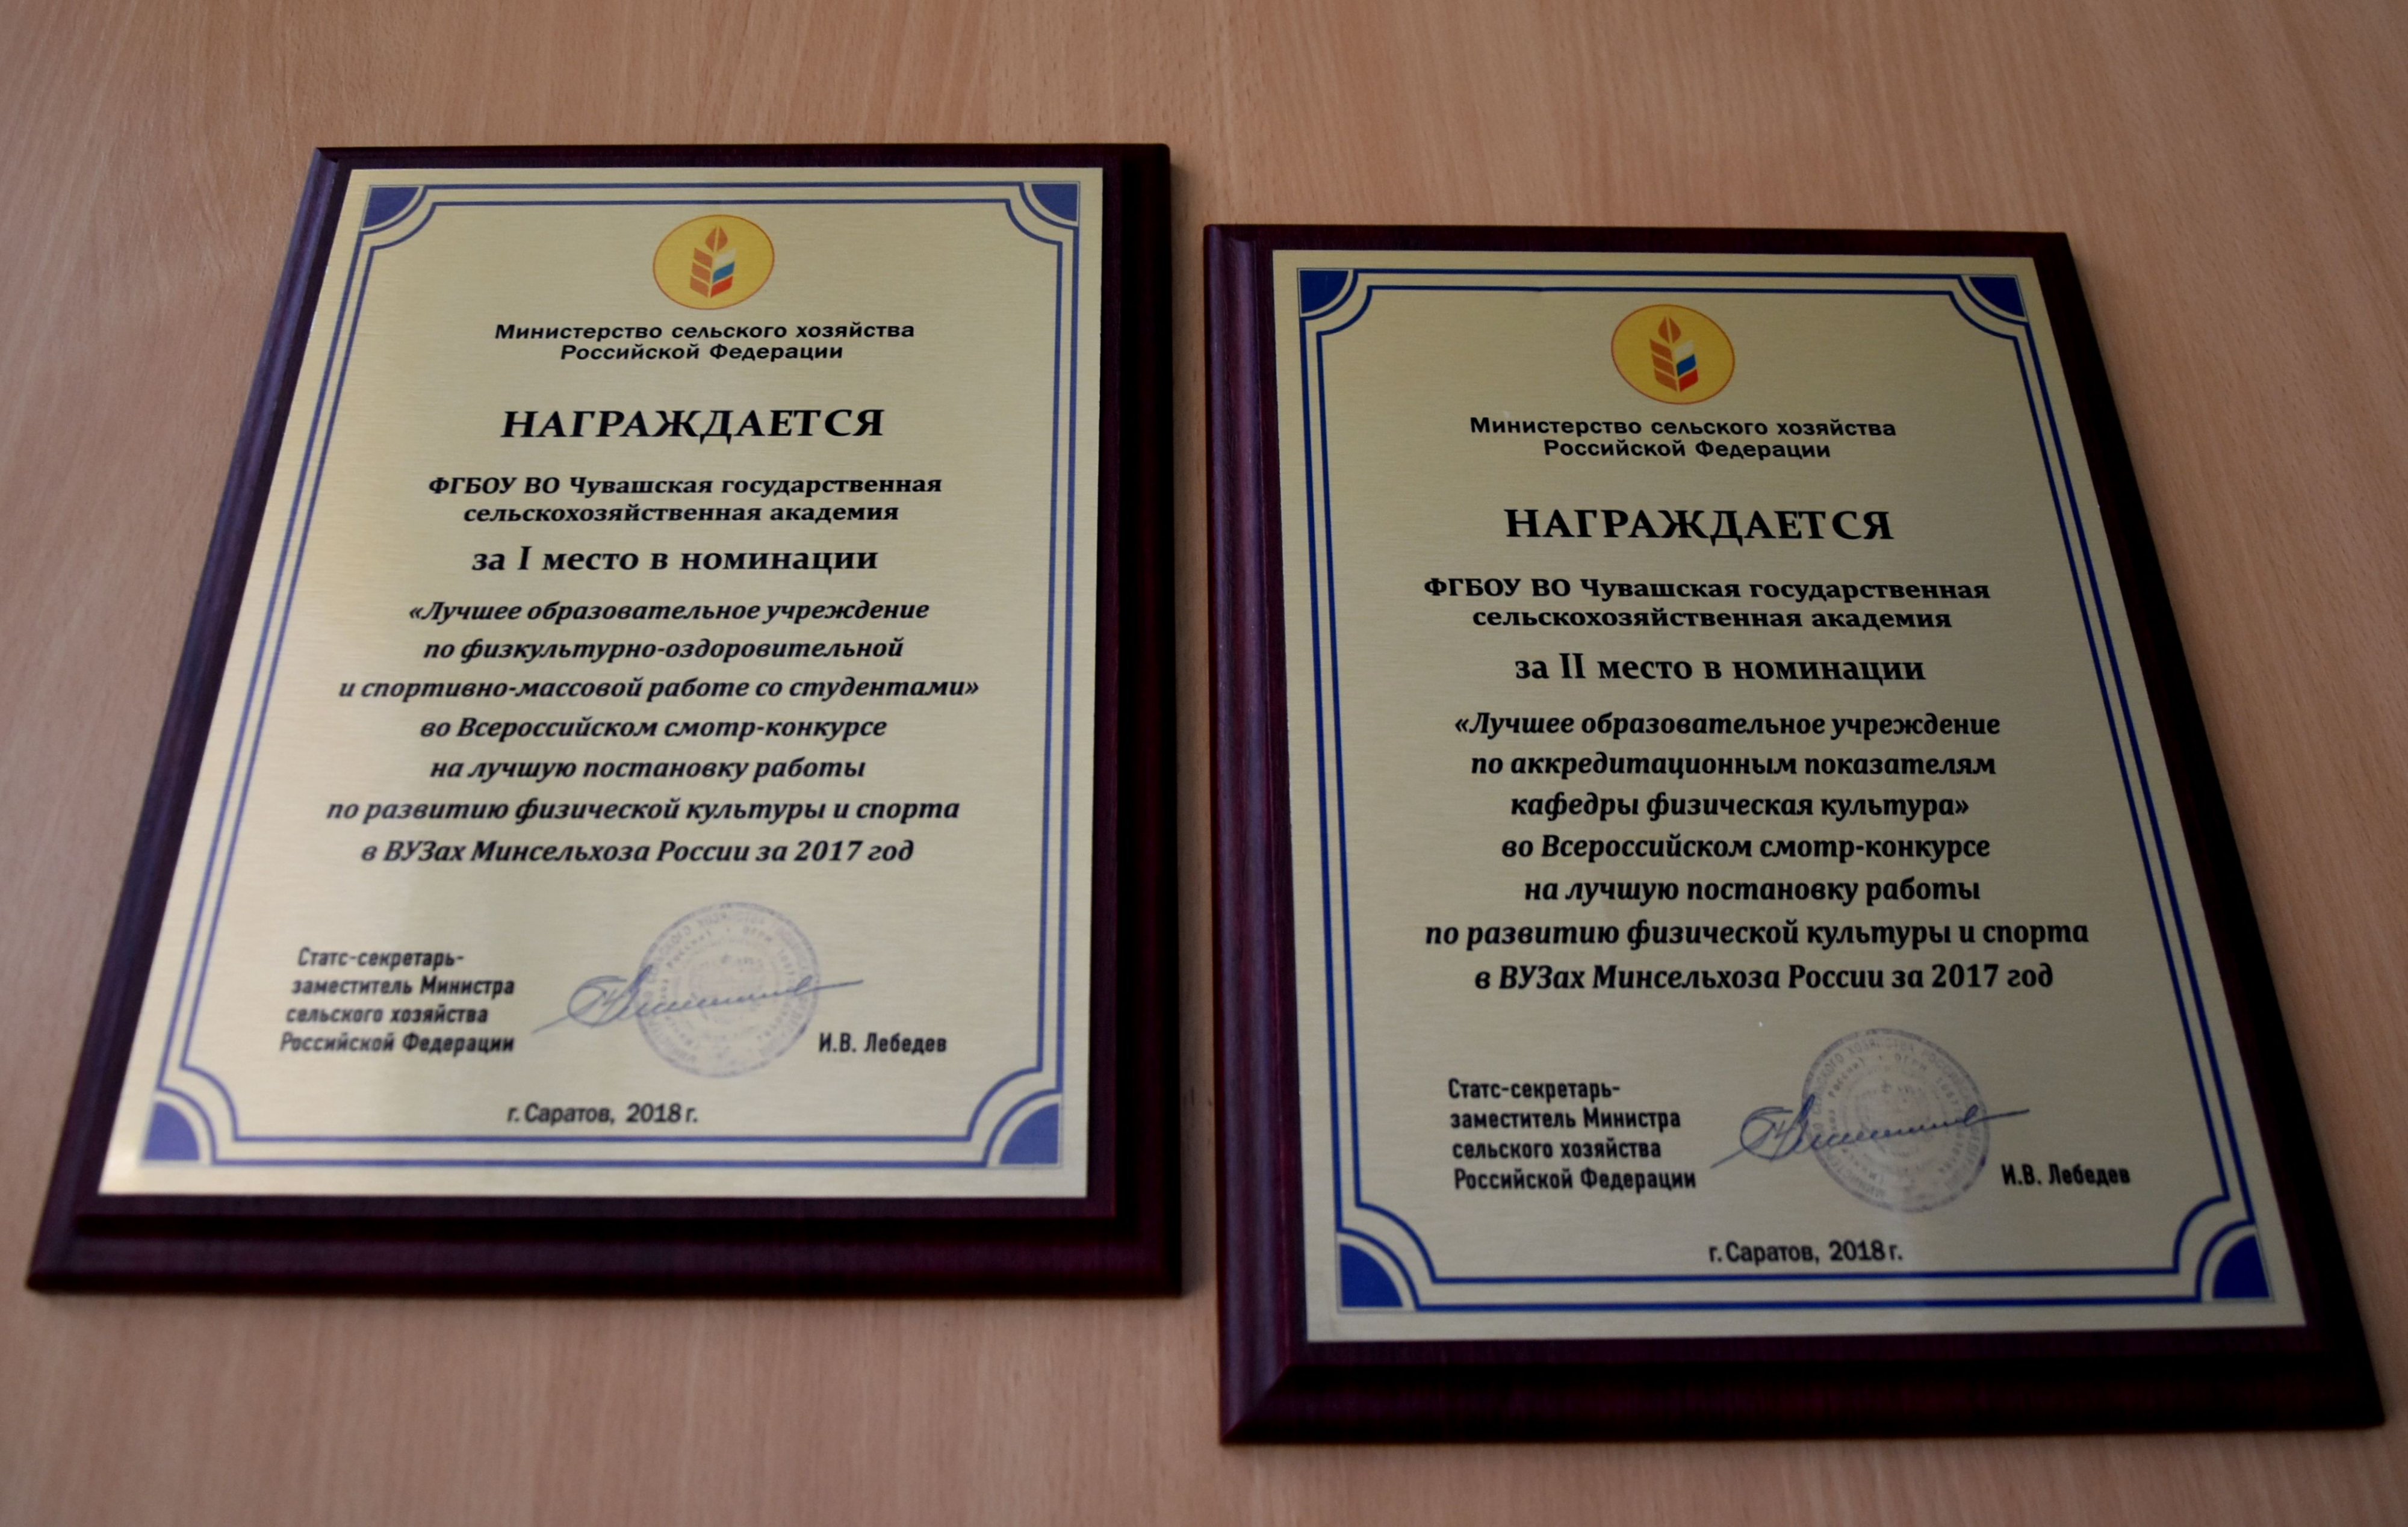 Министерство сельского хозяйства
Российской Федерации
НАГРАЖДАЕТСЯ
ФГБОУ ВО Чувашская государственная
сельскохозяйственная академия
за I место в номинации
«Лучшее образовательное учреждение
по физкультурно-оздоровительной
и спортивно-массовой работе со студентами»
во Всероссийском смотр-конкурсе
на лучшую постановку работы
по развитию физической культуры и спорта
в ВУЗах Минсельхоза России за 2017 год
Статс-секретарь-
заместитель Министра
сельского хозяйства
Российской Федерации
И.В. Лебедев
г. Саратов, 2018 г.
Министерство сельского хозяйства
Российской Федерации
НАГРАЖДАЕТСЯ
ФГБОУ ВО Чувашская государственная
сельскохозяйственная академия
за II место в номинации
«Лучшее образовательное учреждение
по аккредитационным показателям
кафедры физическая культура»
во Всероссийском смотр-конкурсе
на лучшую постановку работы
по развитию физической культуры и спорта
в ВУЗах Минсельхоза России за 2017 год
Статс-секретарь-
заместитель Министра
сельского хозяйства
Российской Федерации
И.В. Лебедев
г. Саратов, 2018 г.